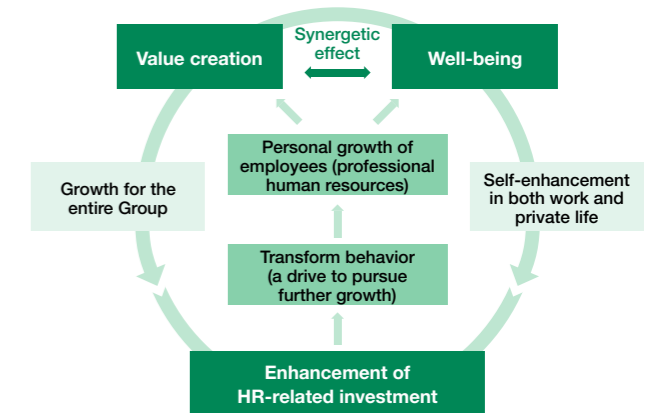 Value creation
Synergetic
effect
Well-being
Personal growth of
employees (professional
human resources)
Growth for the
entire Group
Self-enhancement
in both work and
private life
Transform behavior
(a drive to pursue
further growth)
Enhancement of
HR-related investment